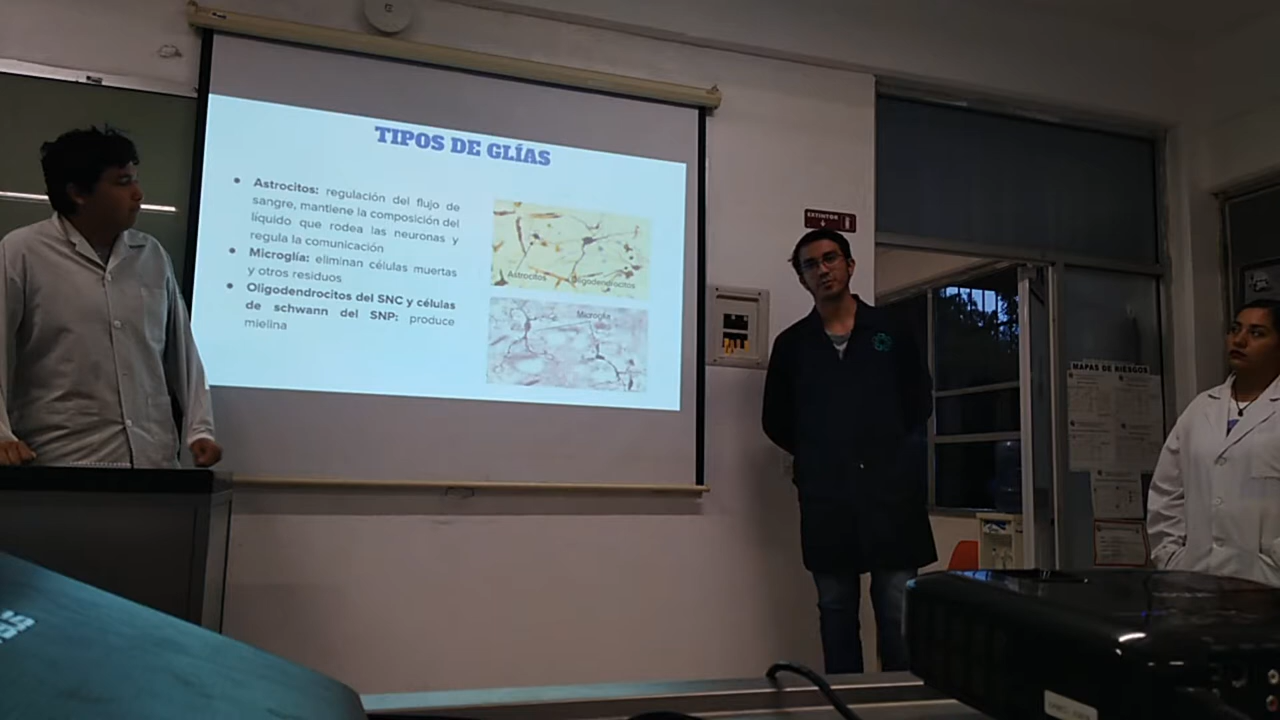 TIPOS DE GLÍAS
Astrocitos: regulación del flujo de
sangre, mantiene la composición del
líquido que rodea las neuronas y
regula la comunicación
Microglía: eliminan células muertas
y otros residuos
Oligodendrocitos del SNC y células
de schwann del SNP: produce
mielina
Astrocitos
Oligodendrocitos
Microglía
EXTINTOR
MAPAS DE RIESGOS